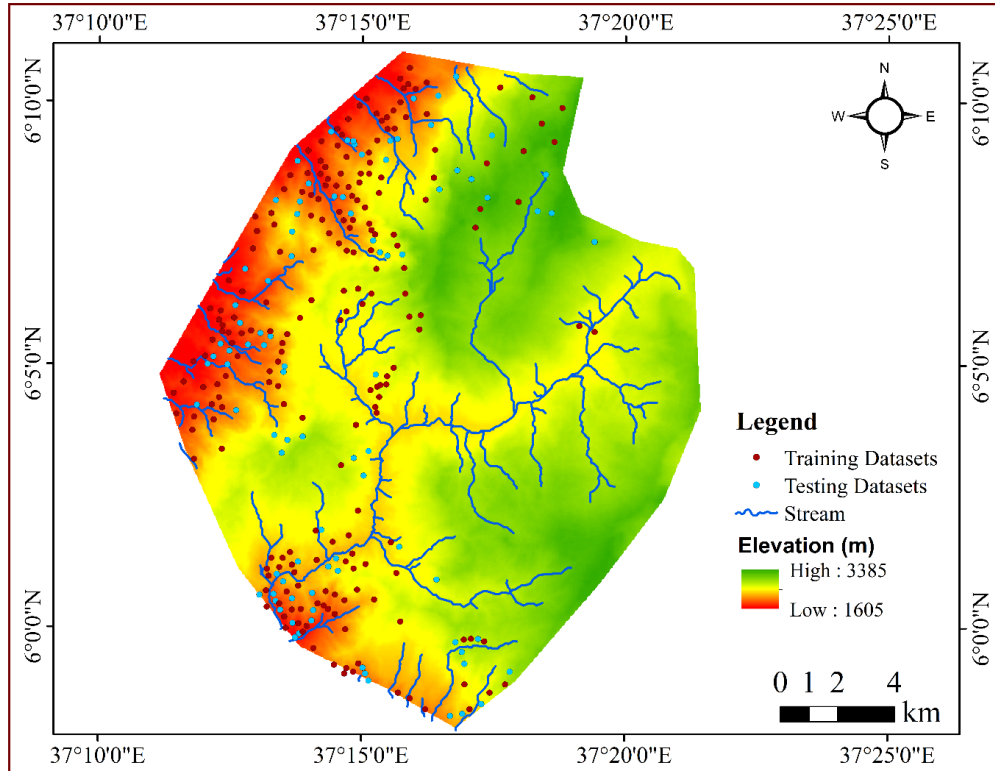 37°10'0"E 37°15'0"E 37°20'0"E 37°25'0"E
N
W E
S
6°10'0"N 6°10'0"N
6°5'0"N 6°5'0"N
Legend
Training Datasets
Testing Datasets
Stream
Elevation (m)
High : 3385
Low : 1605
6°0'0"N 6°0'0"N
0 1 2 4
km
37°10'0"E 37°15'0"E 37°20'0"E 37°25'0"E